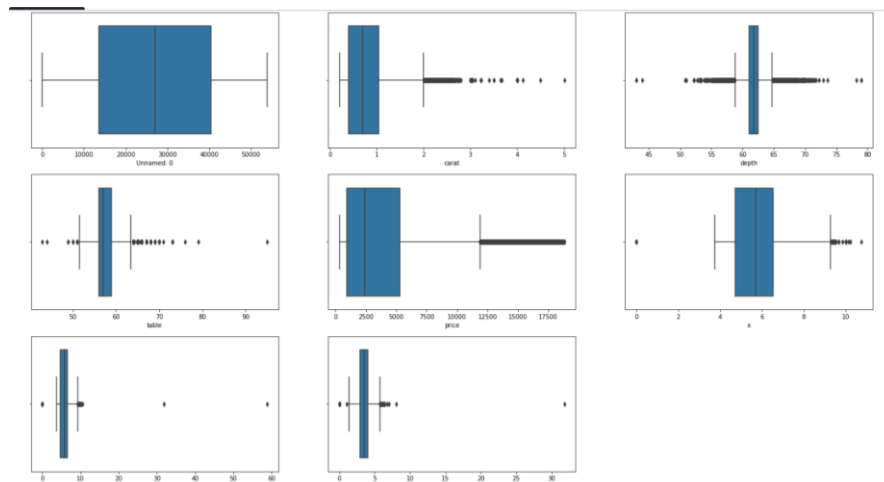 0 10000 20000 30000 40000 50000
Unnamed: 0
0 1 2 3 4 5
carat
45 50 55 60 65 70 75 80
depth
50 60 70 80 90
table
0 2500 5000 7500 10000 12500 15000 17500
price
0 2 4 6 8 10
x
0 10 20 30 40 50 60
0 5 10 15 20 25 30